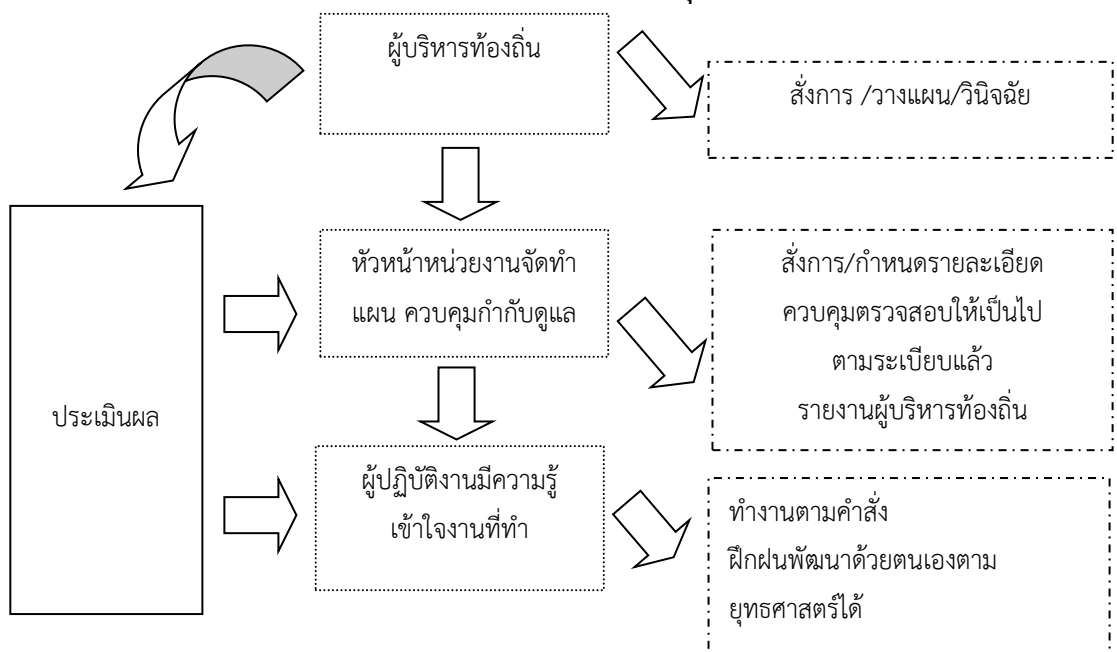 ผู้บริหารท้องถิ่น
สั่งการ /วางแผน/วินิจฉัย
หัวหน้าหน่วยงานจัดทำ
แผน ควบคุมกำกับดูแล
สั่งการ/กำหนดรายละเอียด
ควบคุมตรวจสอบให้เป็นไป
ตามระเบียบแล้ว
รายงานผู้บริหารท้องถิ่น
ประเมินผล
ผู้ปฏิบัติงานมีความรู้
เข้าใจงานที่ทำ
ทำงานตามคำสั่ง
ฝึกฝนพัฒนาด้วยตนเองตาม
ยุทธศาสตร์ได้